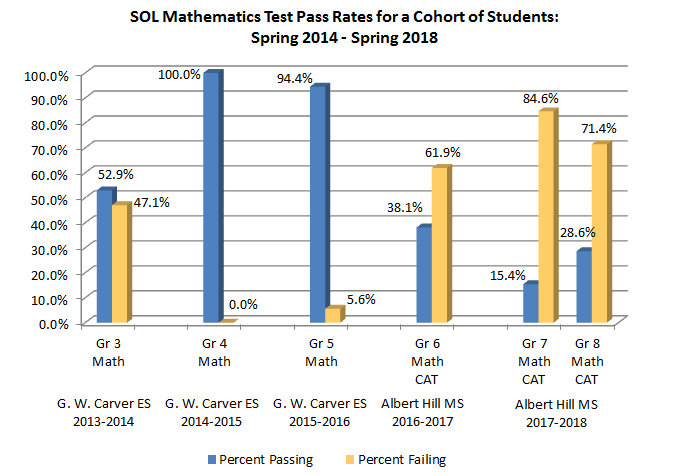 SOL Mathematics Test Pass Rates for a Cohort of Students:
Spring 2014 - Spring 2018
100.0%
90.0%
80.0%
70.0%
60.0%
50.0%
40.0%
30.0%
20.0%
10.0%
0.0%
52.9%
47.1%
100.0%
0.0%
94.4%
5.6%
38.1%
61.9%
15.4%
84.6%
28.6%
71.4%
Gr 3
Math
Gr 4
Math
Gr 5
Math
Gr 6
Math
CAT
Gr 7
Math
CAT
Gr 8
Math
CAT
G. W. Carver ES
2013-2014
G. W. Carver ES
2014-2015
G. W. Carver ES
2015-2016
Albert Hill MS
2016-2017
Albert Hill MS
2017-2018
Percent Passing
Percent Failing